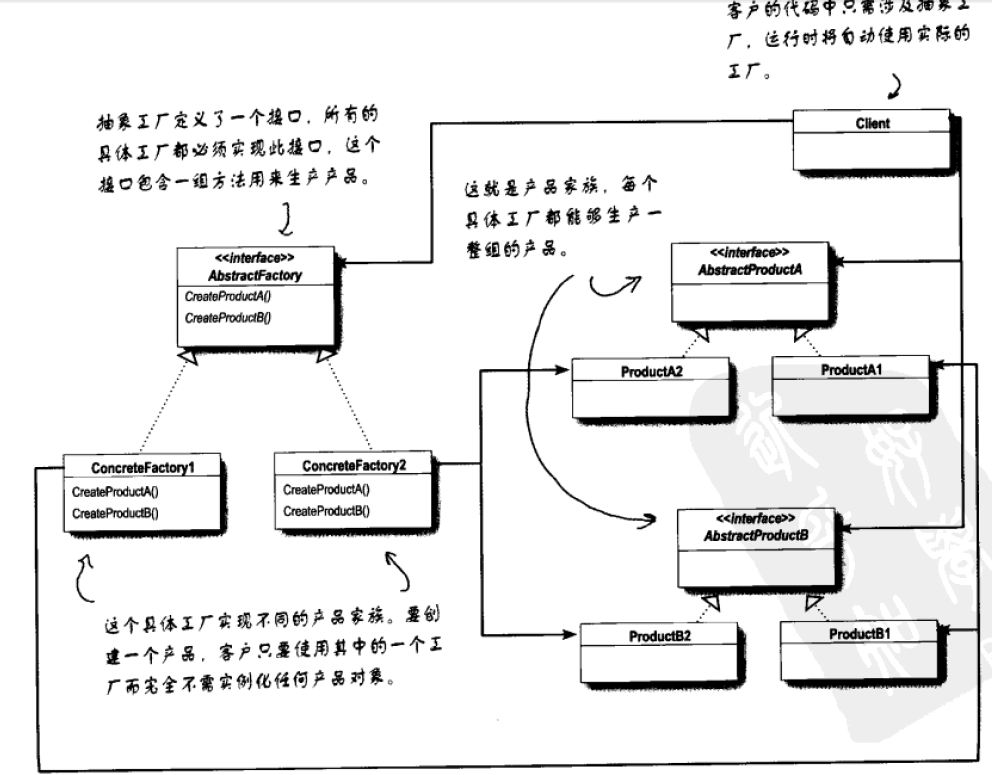 客户的代码中只需涉及抽象工
厂，运行时将自动使用实际的
工厂。
抽象工厂定义了一个接口，所有的
具体工厂都必须实现此接口，这个
接口包含一组方法用来生产产品。
Client
这就是产品家族，每个
具体工厂都能够生产一
整组的产品。
<<interface>>
AbstractFactory
CreateProductA()
CreateProductB()
<<interface>>
AbstractProductA
ProductA2
ProductA1
ConcreteFactory1
CreateProductA()
CreateProductB()
ConcreteFactory2
CreateProductA()
CreateProductB()
<<interface>>
AbstractProductB
ProductB2
ProductB1
这个具体工厂实现不同的产品家族。要创
建一个产品，客户只要使用其中的一个工
厂而完全不需实例化任何产品对象。